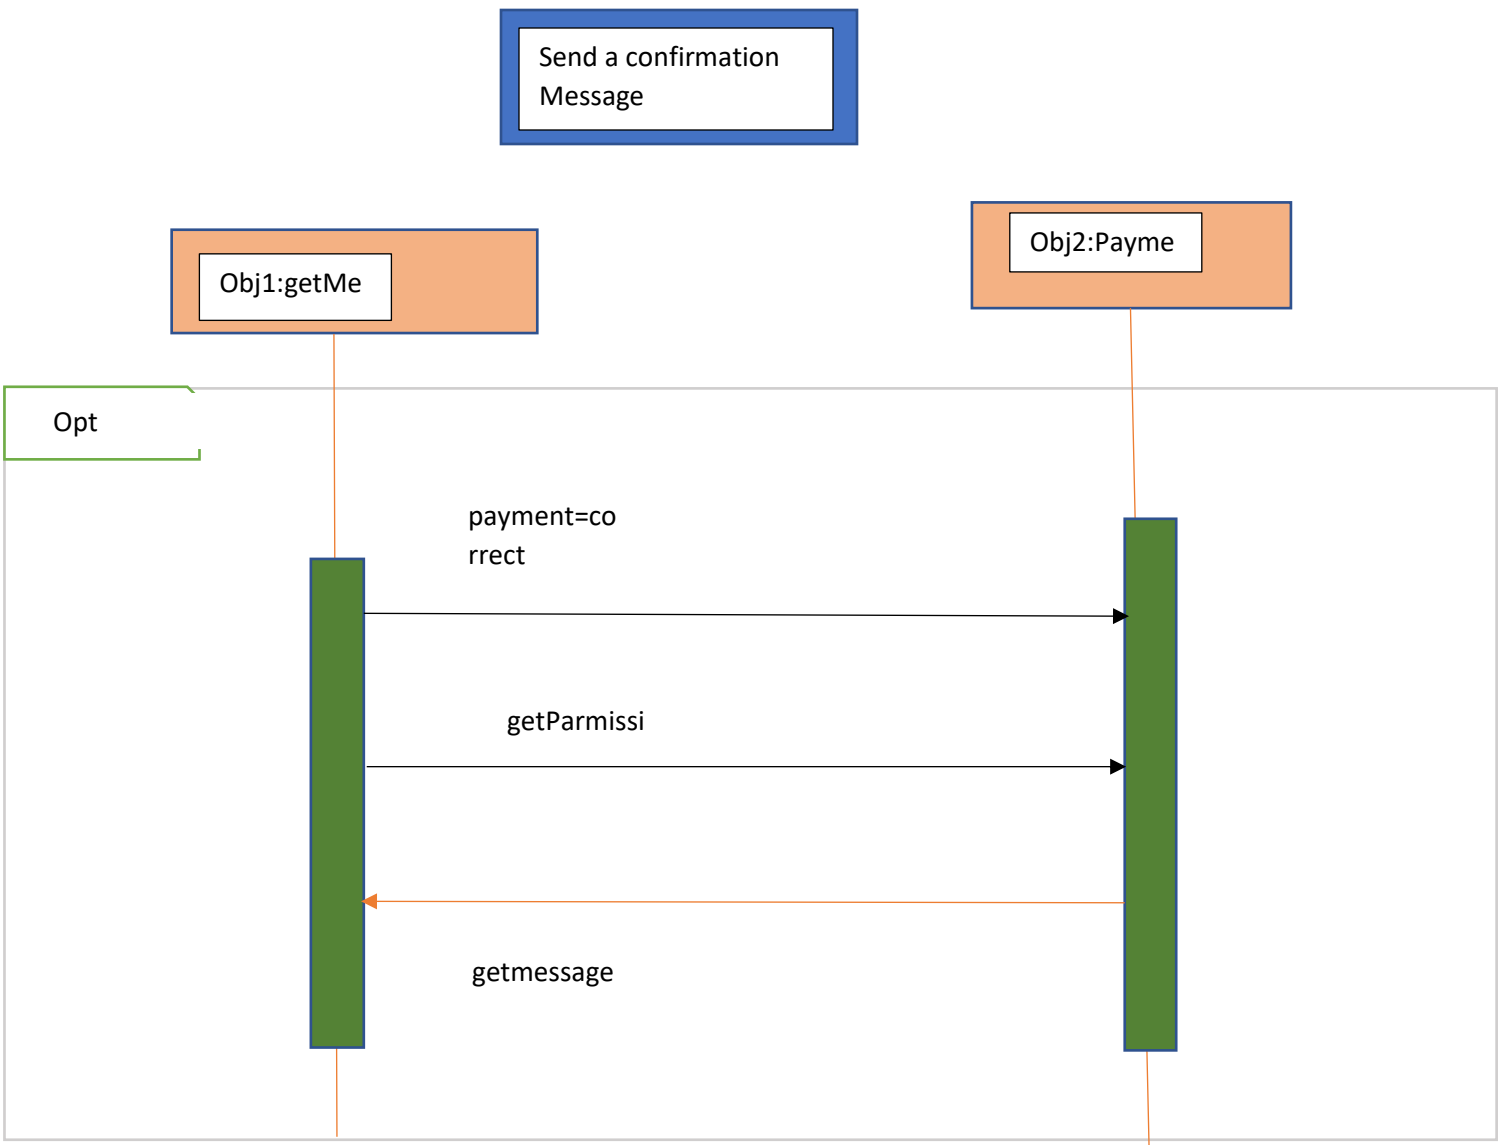 Send a confirmation
Message
Obj2:Payme
Obj1:getMe
Opt
payment=co
rrect
getParmissi
getmessage